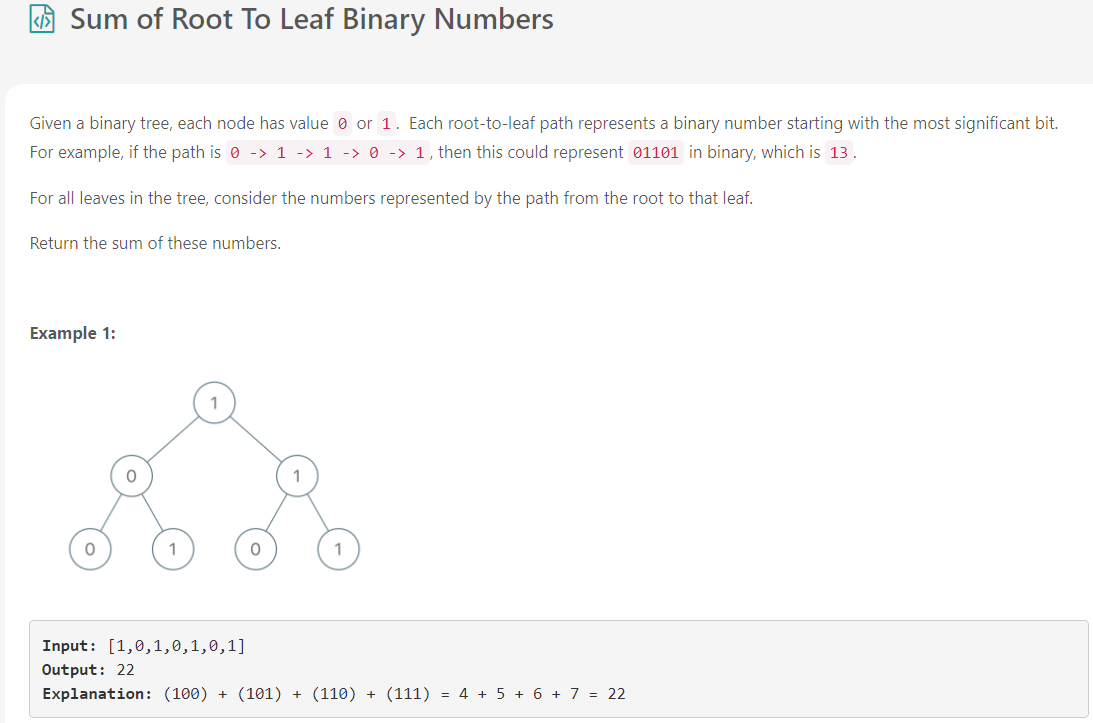 Sum of Root To Leaf Binary Numbers
Given a binary tree, each node has value 0 or 1. Each root-to-leaf path represents a binary number starting with the most significant bit.
For example, if the path is 0 -> 1 -> 1 -> 0 -> 1, then this could represent 01101 in binary, which is 13.
For all leaves in the tree, consider the numbers represented by the path from the root to that leaf.
Return the sum of these numbers.
Example 1:
1
0 1
0 1 0 1
Input: [1,0,1,0,1,0,1]
Output: 22
Explanation: (100) + (101) + (110) + (111) = 4 + 5 + 6 + 7 = 22